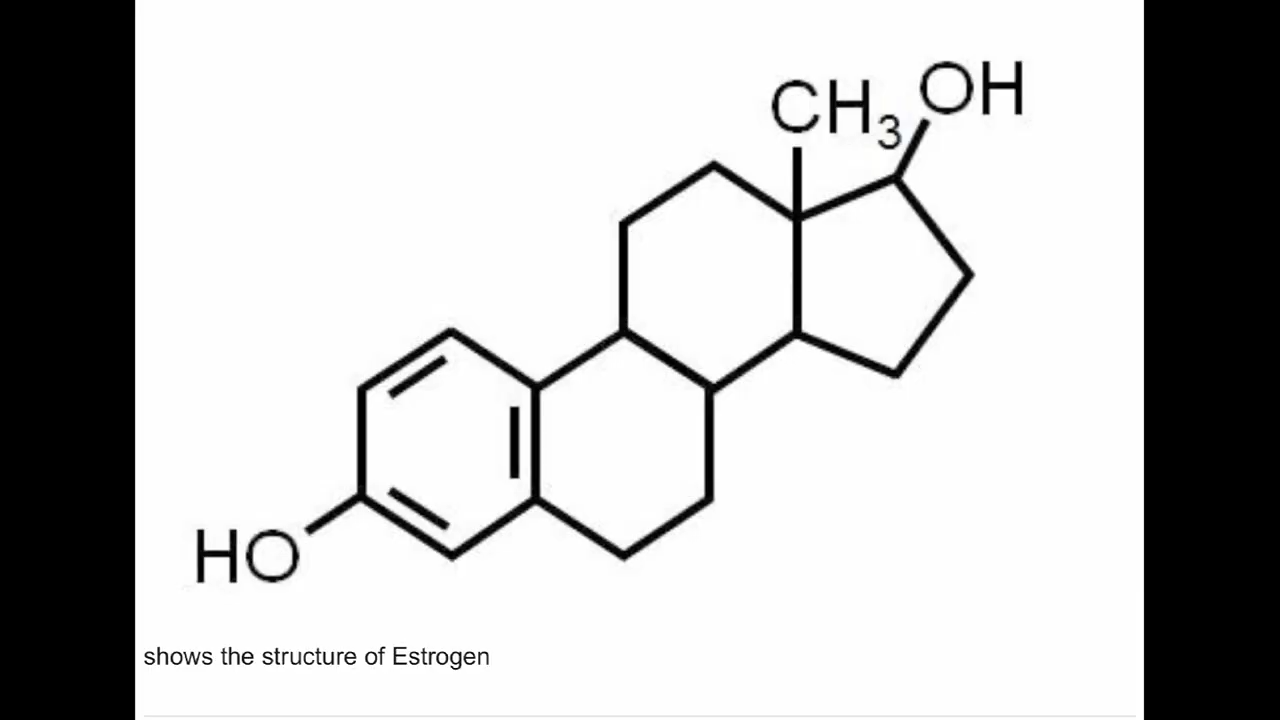 OH
CH₃
HO
shows the structure of Estrogen